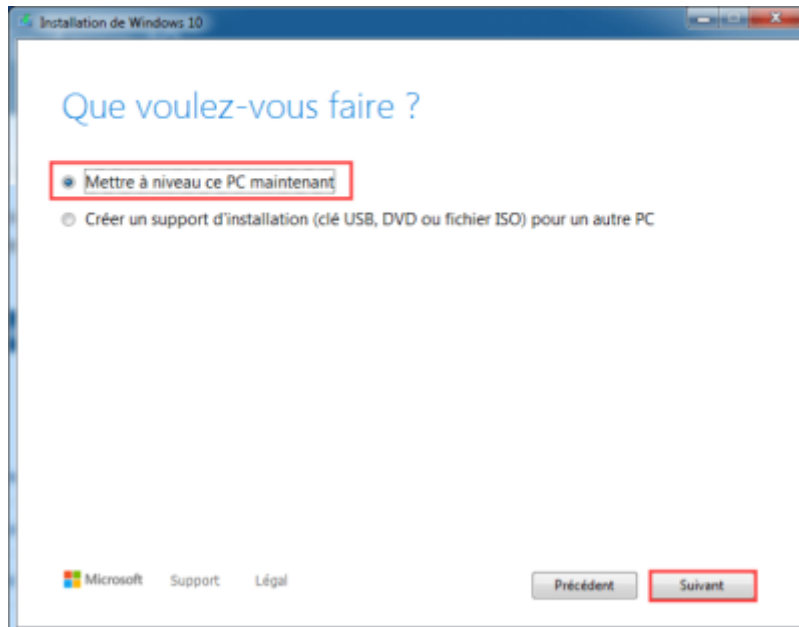 Installation de Windows 10
Que voulez-vous faire ?
Mettre à niveau ce PC maintenant
Créer un support d'installation (clé USB, DVD ou fichier ISO) pour un autre PC
Microsoft Support Légal Précédent Suivant